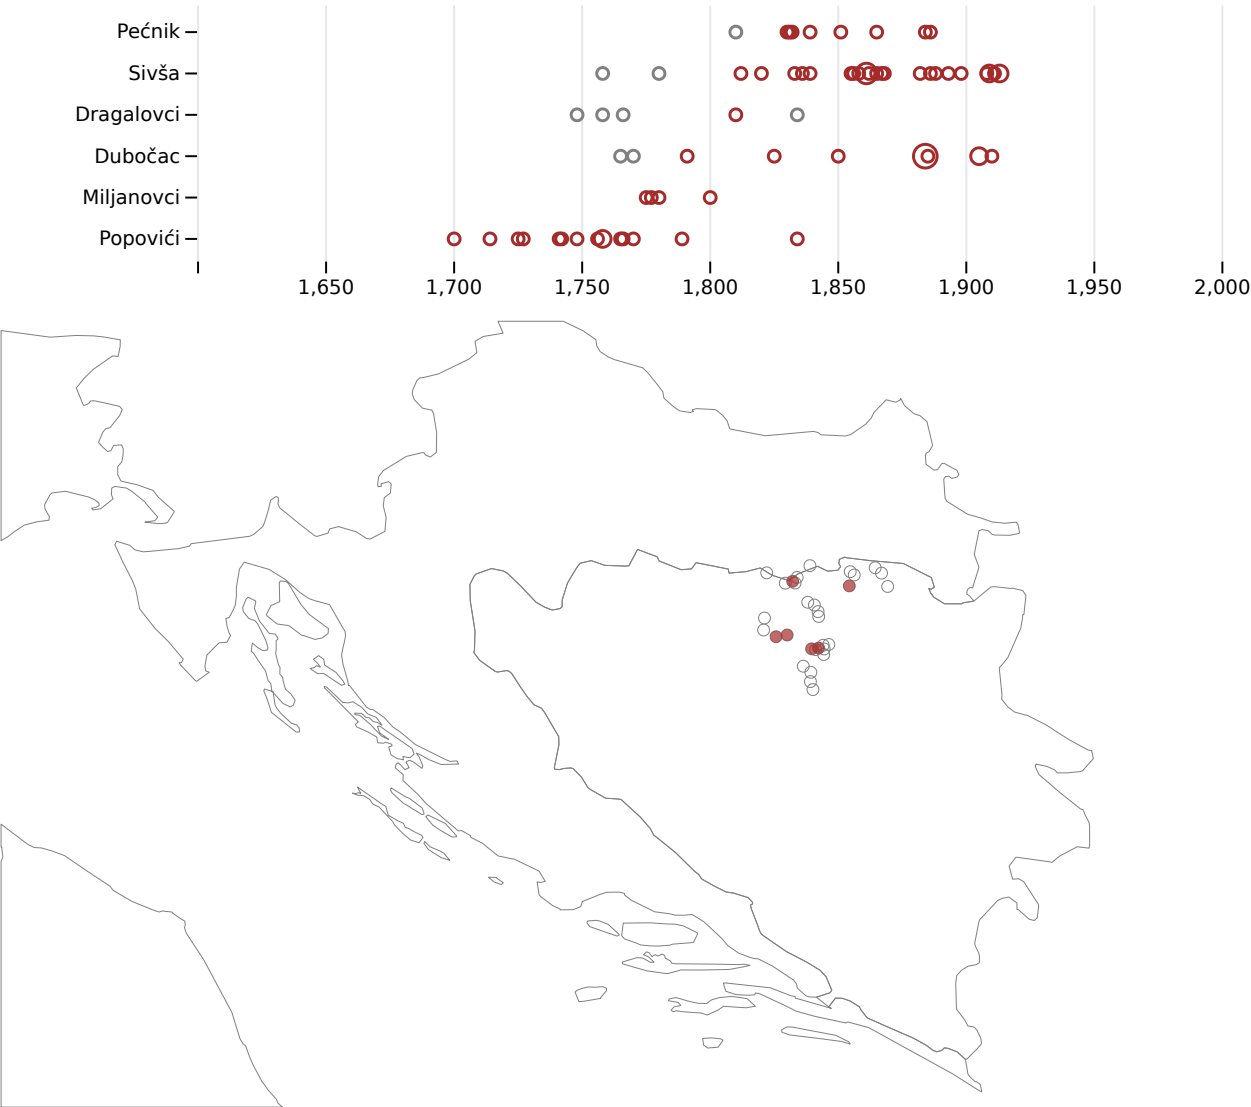 Pećnik
Sivša
Dragalovci
Dubočac
Miljanovci
Popovići
1,650 1,700 1,750 1,800 1,850 1,900 1,950 2,000